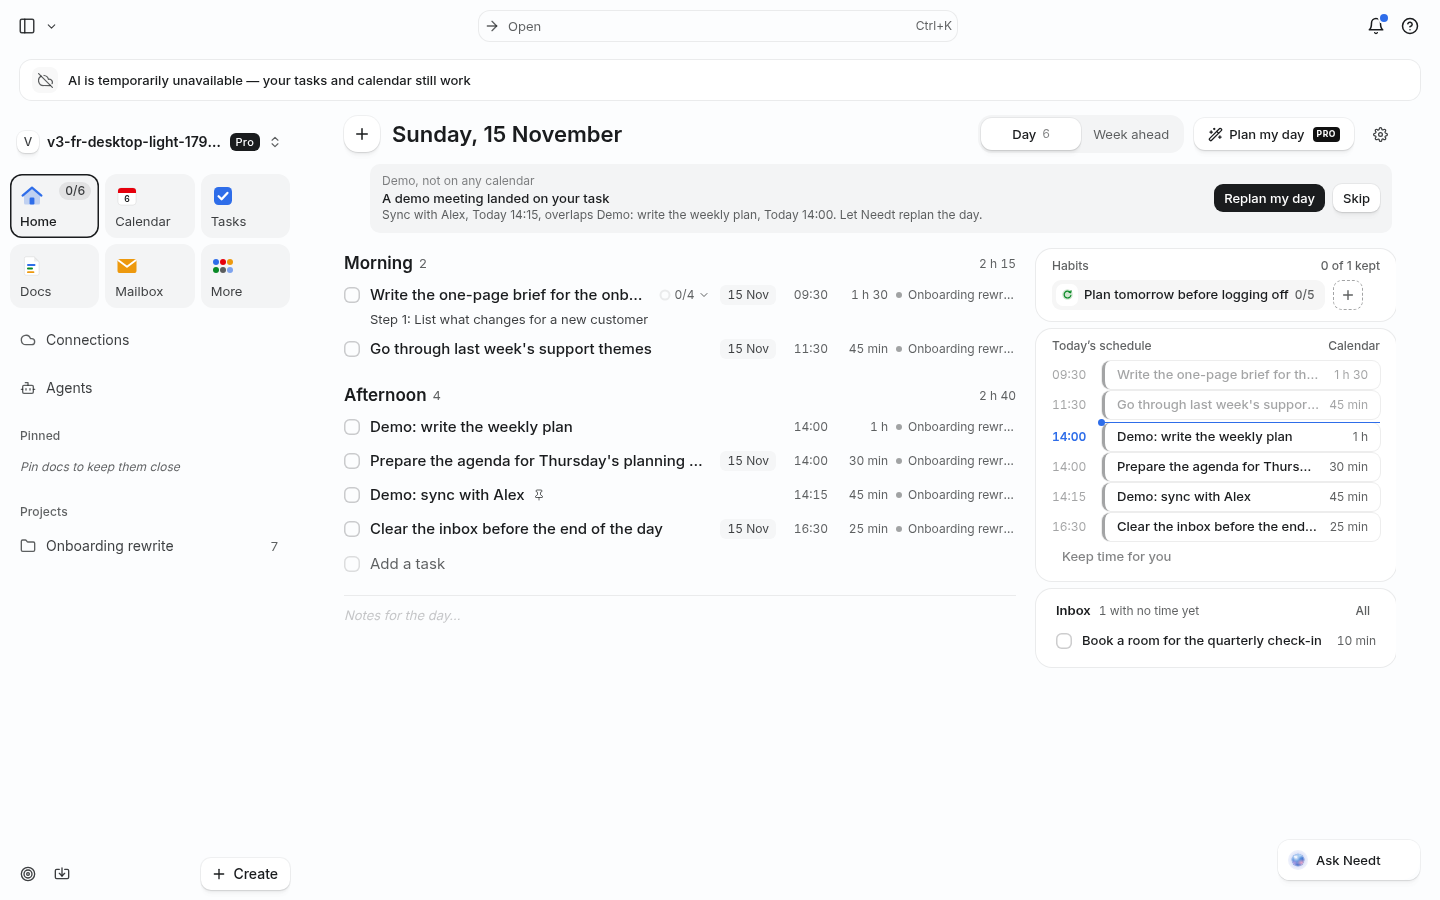 Open
Ctrl+K
AI is temporarily unavailable — your tasks and calendar still work
V
v3-fr-desktop-light-179...
Pro
0/6
Home
6
Calendar
Tasks
Docs
Mailbox
More
Connections
Agents
Pinned
Pin docs to keep them close
Projects
Onboarding rewrite
7
Create
Sunday, 15 November
Day 6
Week ahead
Plan my day PRO
Demo, not on any calendar
A demo meeting landed on your task
Sync with Alex, Today 14:15, overlaps Demo: write the weekly plan, Today 14:00. Let Needt replan the day.
Replan my day
Skip
Morning 2
2 h 15
Write the one-page brief for the onb... 0/4 15 Nov 09:30 1 h 30 Onboarding rewr...
Step 1: List what changes for a new customer
Go through last week's support themes 15 Nov 11:30 45 min Onboarding rewr...
Afternoon 4
2 h 40
Demo: write the weekly plan 14:00 1 h Onboarding rewr...
Prepare the agenda for Thursday's planning ... 15 Nov 14:00 30 min Onboarding rewr...
Demo: sync with Alex 14:15 45 min Onboarding rewr...
Clear the inbox before the end of the day 15 Nov 16:30 25 min Onboarding rewr...
Add a task
Notes for the day...
Habits
0 of 1 kept
Plan tomorrow before logging off 0/5
Today’s schedule
Calendar
09:30 Write the one-page brief for th... 1 h 30
11:30 Go through last week's suppor... 45 min
14:00 Demo: write the weekly plan 1 h
14:00 Prepare the agenda for Thurs... 30 min
14:15 Demo: sync with Alex 45 min
16:30 Clear the inbox before the end... 25 min
Keep time for you
Inbox 1 with no time yet
All
Book a room for the quarterly check-in 10 min
Ask Needt